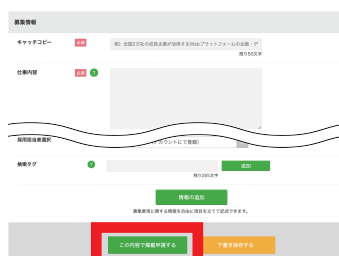 募集情報
キャッチコピー 必須 例）全国2万社の成長企業が活用するWebプラットフォームの企画・デ
残り52文字
仕事内容 必須 ?
採用担当者選択 アカウントにて登録）
検索タグ ? 追加
残り255文字
情報の追加
募集要項に関する情報を自由に項目を立てて記述できます。
この内容で掲載申請する 下書き保存する